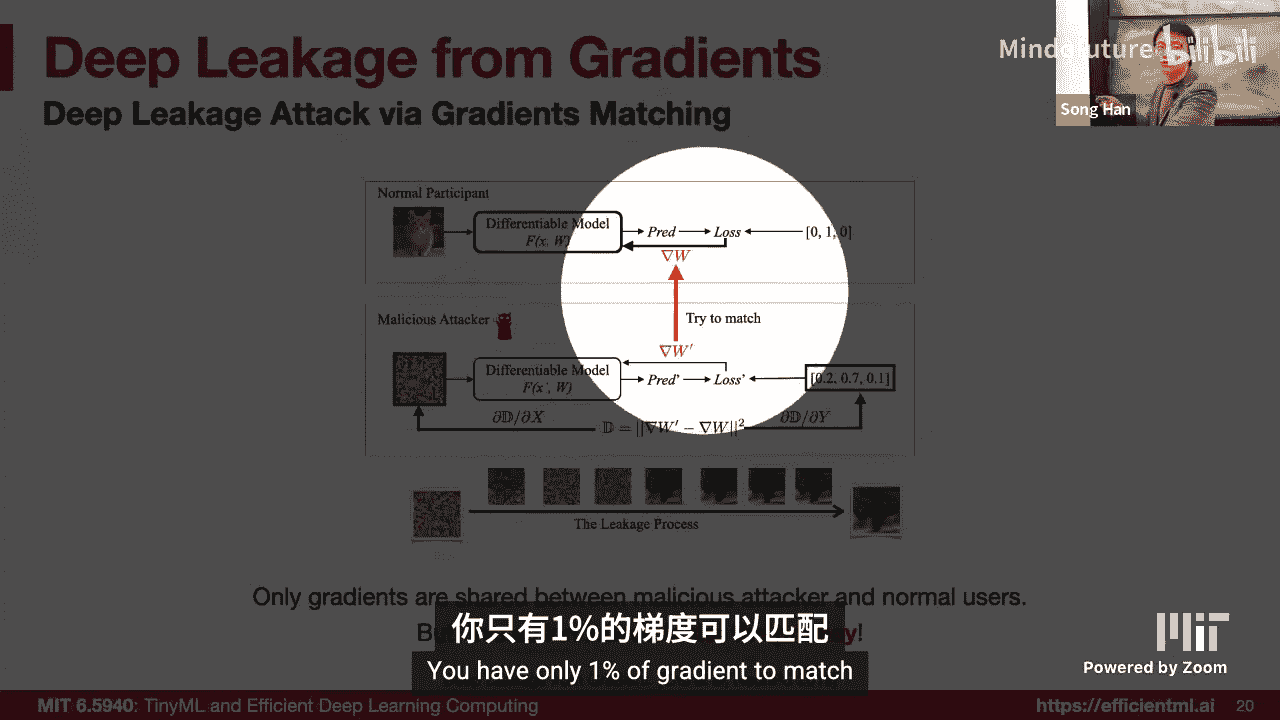 Deep Leakage from Gradients
Deep Leakage Attack via Gradients Matching
Mind Future bilibili
Song Han
Normal Participant
Differentiable Model
F(x, W)
Pred
Loss
[0, 1, 0]
∇W
Try to match
Malicious Attacker
∇W'
Differentiable Model
F(x', W)
Pred'
Loss'
[0.2, 0.7, 0.1]
∂𝔻/∂X
𝔻 = ||∇W' − ∇W||²
∂𝔻/∂Y
The Leakage Process
Only gradients are shared between malicious attacker and normal users.
你只有1%的梯度可以匹配
You have only 1% of gradient to match
MIT
Powered by Zoom
MIT 6.5940: TinyML and Efficient Deep Learning Computing
https://efficientml.ai
20